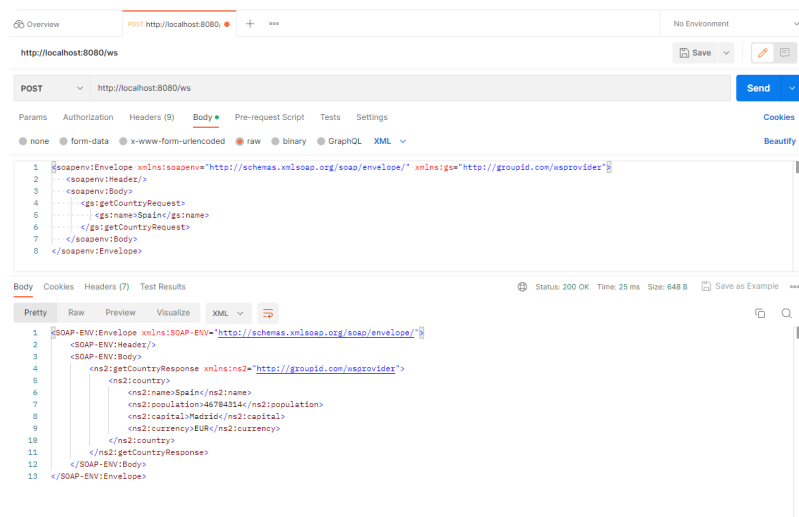 Overview POST http://localhost:8080/ No Environment
http://localhost:8080/ws Save
POST http://localhost:8080/ws Send
Params Authorization Headers (9) Body Pre-request Script Tests Settings Cookies
none form-data x-www-form-urlencoded raw binary GraphQL XML Beautify
1 <soapenv:Envelope xmlns:soapenv="http://schemas.xmlsoap.org/soap/envelope/" xmlns:gs="http://groupid.com/wsprovider">
2 <soapenv:Header/>
3 <soapenv:Body>
4 <gs:getCountryRequest>
5 <gs:name>Spain</gs:name>
6 </gs:getCountryRequest>
7 </soapenv:Body>
8 </soapenv:Envelope>
Body Cookies Headers (7) Test Results Status: 200 OK Time: 25 ms Size: 648 B Save as Example
Pretty Raw Preview Visualize XML
1 <SOAP-ENV:Envelope xmlns:SOAP-ENV="http://schemas.xmlsoap.org/soap/envelope/">
2 <SOAP-ENV:Header/>
3 <SOAP-ENV:Body>
4 <ns2:getCountryResponse xmlns:ns2="http://groupid.com/wsprovider">
5 <ns2:country>
6 <ns2:name>Spain</ns2:name>
7 <ns2:population>46704314</ns2:population>
8 <ns2:capital>Madrid</ns2:capital>
9 <ns2:currency>EUR</ns2:currency>
10 </ns2:country>
11 </ns2:getCountryResponse>
12 </SOAP-ENV:Body>
13 </SOAP-ENV:Envelope>